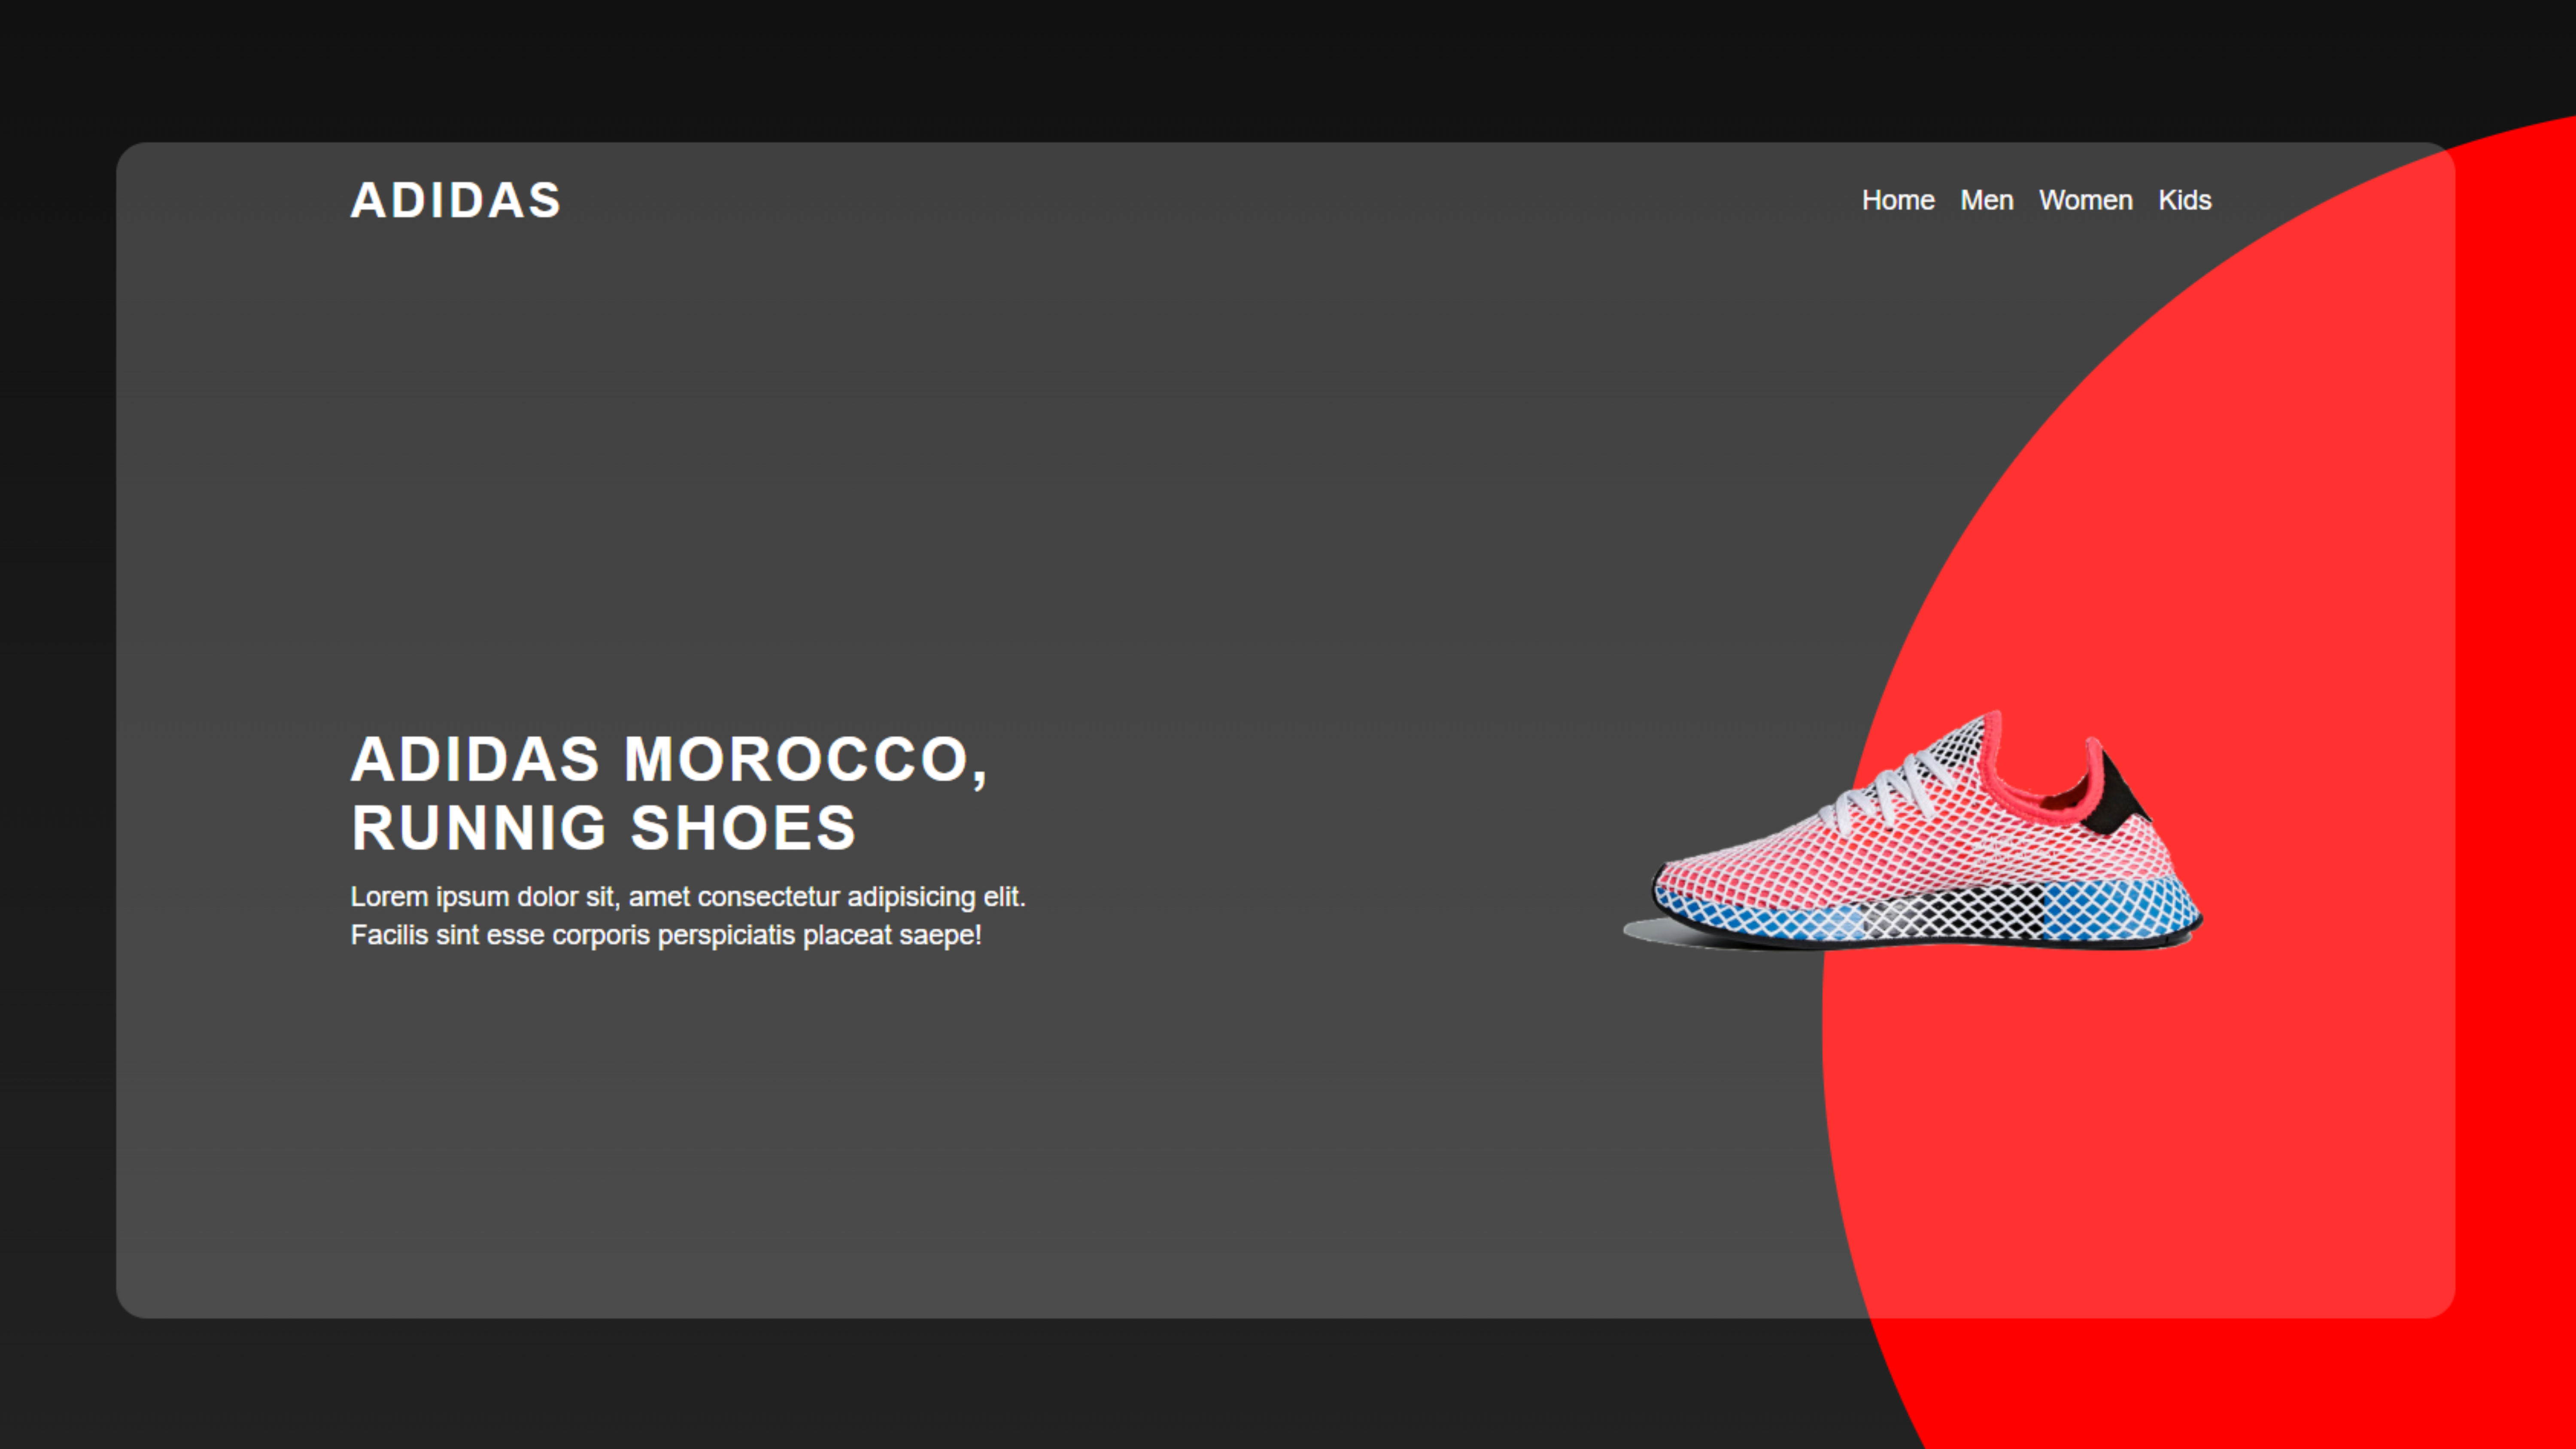 ADIDAS
Home Men Women Kids
ADIDAS MOROCCO,
RUNNIG SHOES
Lorem ipsum dolor sit, amet consectetur adipisicing elit.
Facilis sint esse corporis perspiciatis placeat saepe!